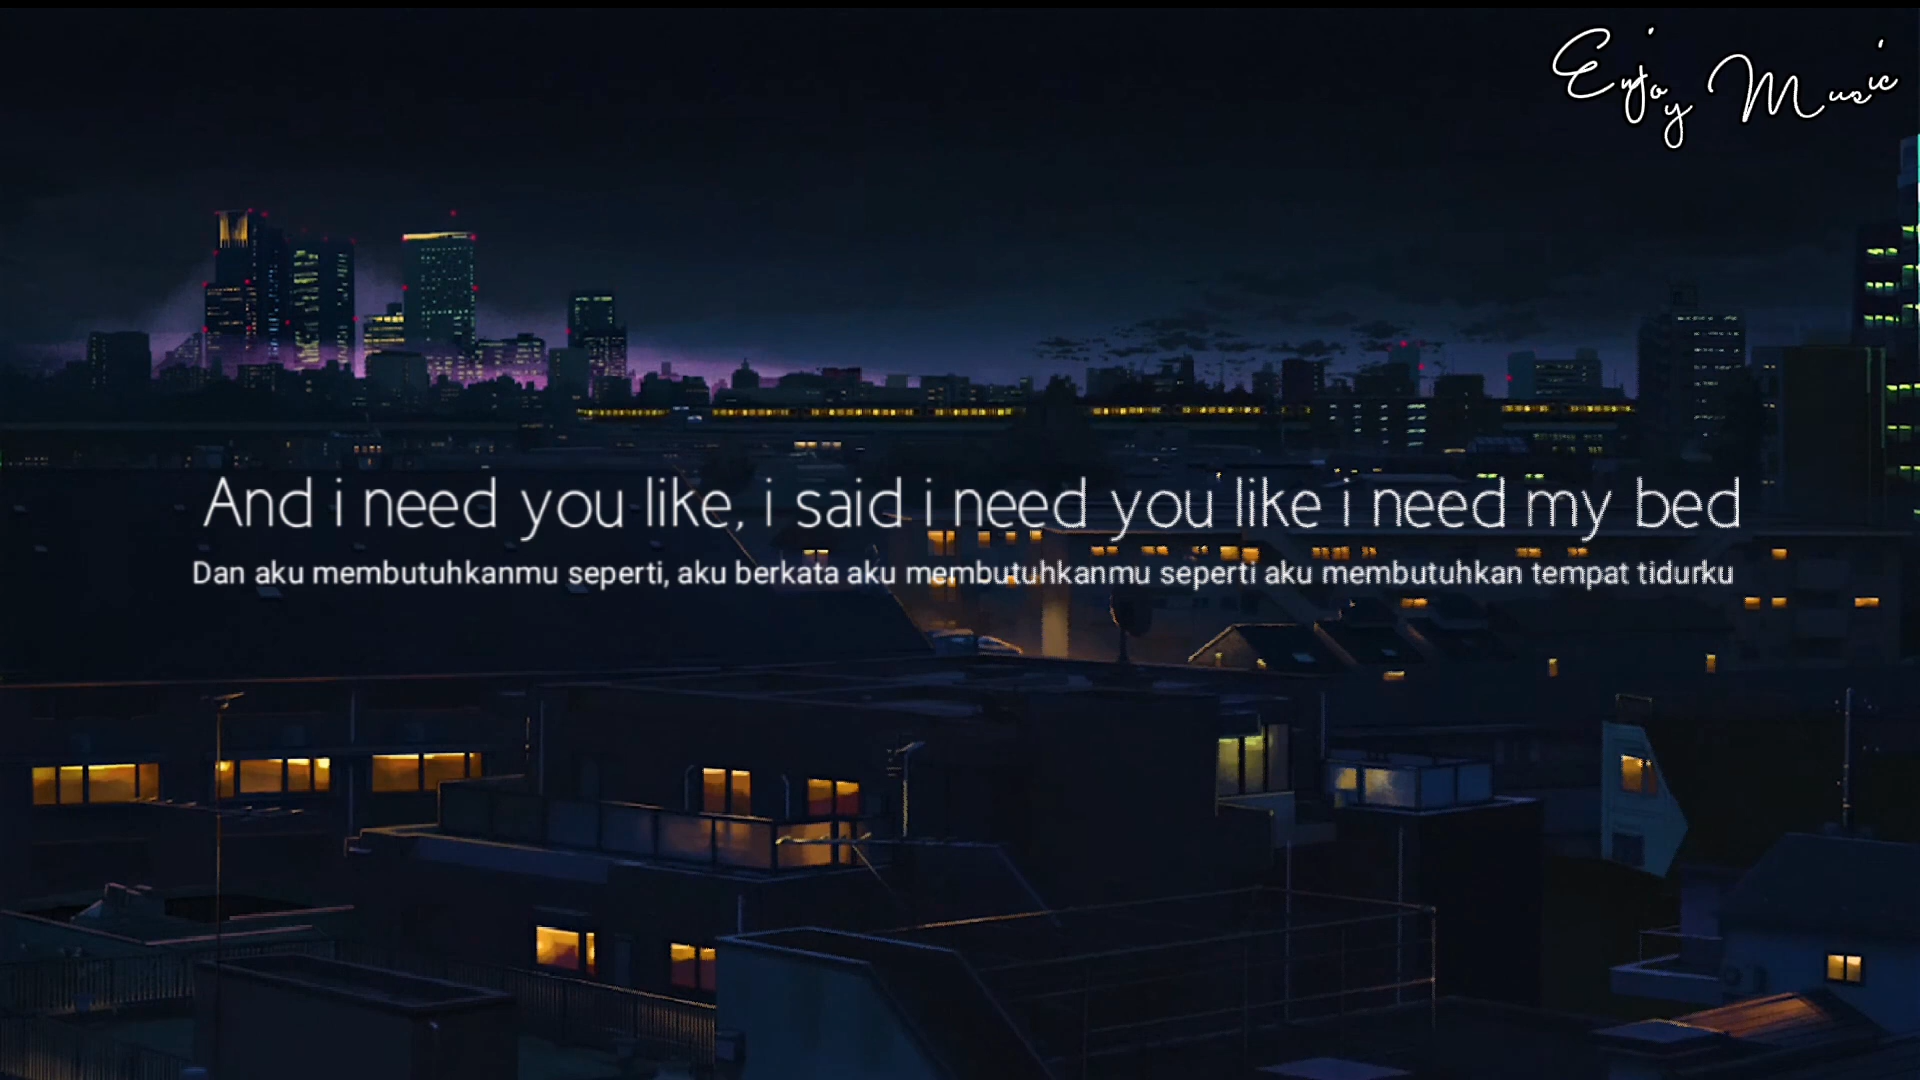 Enjoy Music
And i need you like, i said i need you like i need my bed
Dan aku membutuhkanmu seperti, aku berkata aku membutuhkanmu seperti aku membutuhkan tempat tidurku